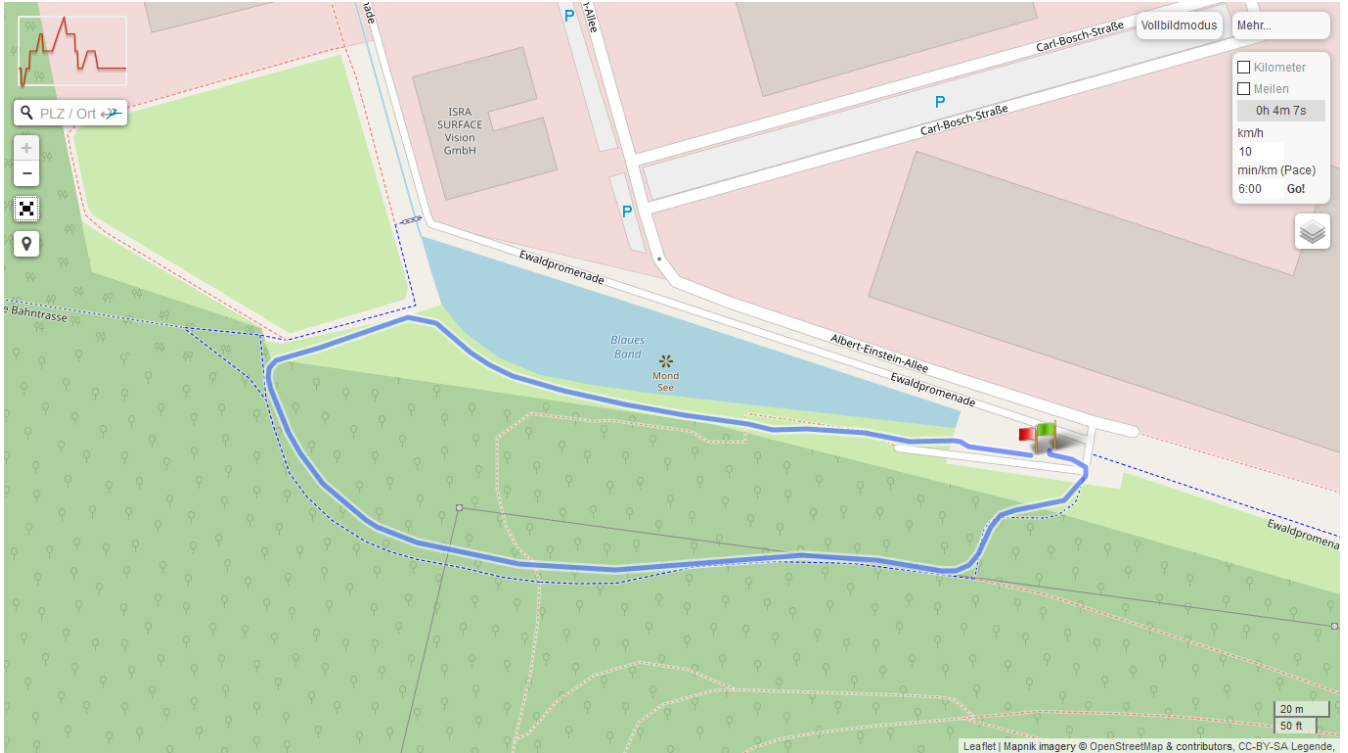 nade
n-Allee
P
Carl-Bosch-Straße
Vollbildmodus
Mehr...
Kilometer
Meilen
0h 4m 7s
km/h
10
min/km (Pace)
6:00 Go!
PLZ / Ort
+
−
ISRA
SURFACE
Vision
GmbH
P
Carl-Bosch-Straße
P
Ewaldpromenade
e Bahntrasse
Blaues
Band
Mond
See
Albert-Einstein-Allee
Ewaldpromenade
Ewaldpromena
20 m
50 ft
Leaflet | Mapnik imagery © OpenStreetMap & contributors, CC-BY-SA Legende,